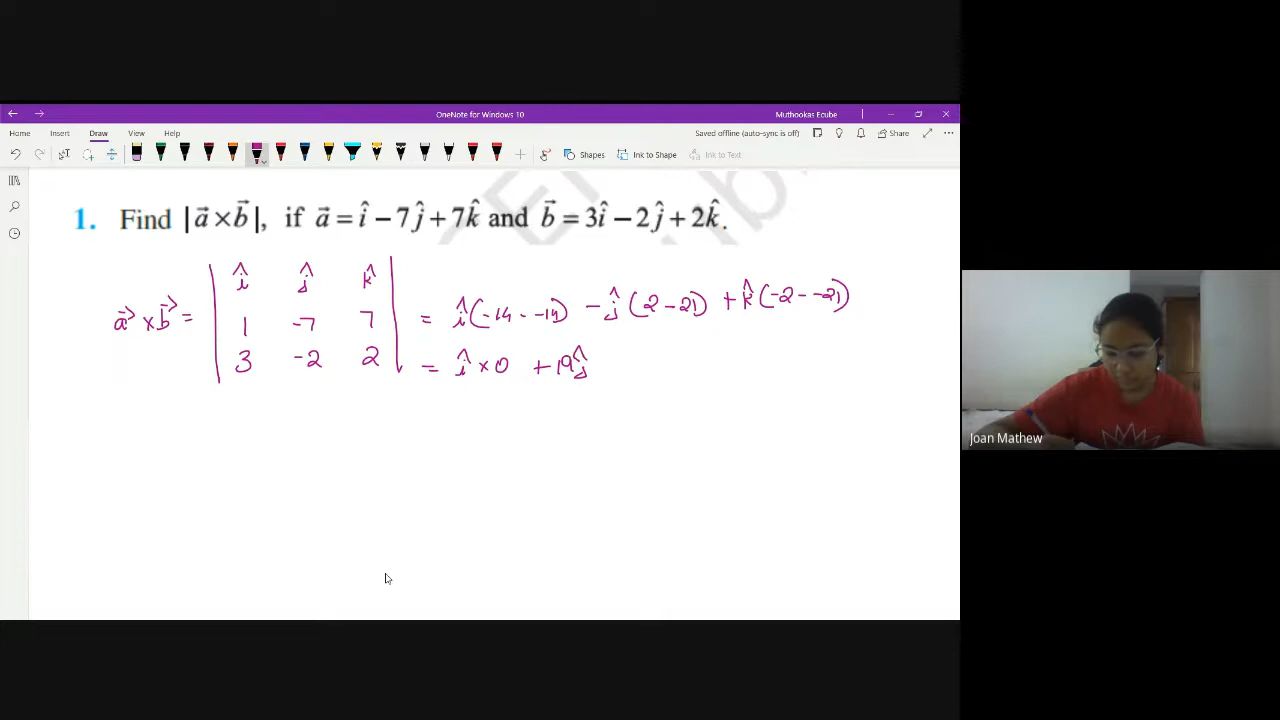 OneNote for Windows 10
Muthookas Ecube
Home Insert Draw View Help
Saved offline (auto-sync is off)
Share
Shapes
Ink to Shape
Ink to Text
1. Find |a⃗×b⃗|, if a⃗ = î − 7ĵ + 7k̂ and b⃗ = 3î − 2ĵ + 2k̂.
a⃗ × b⃗ = | î ĵ k̂ |
| 1 -7 7 | = î(-14 - -14) - ĵ(2-21) + k̂(-2 - -21)
| 3 -2 2 | = î×0 + 19ĵ
Joan Mathew